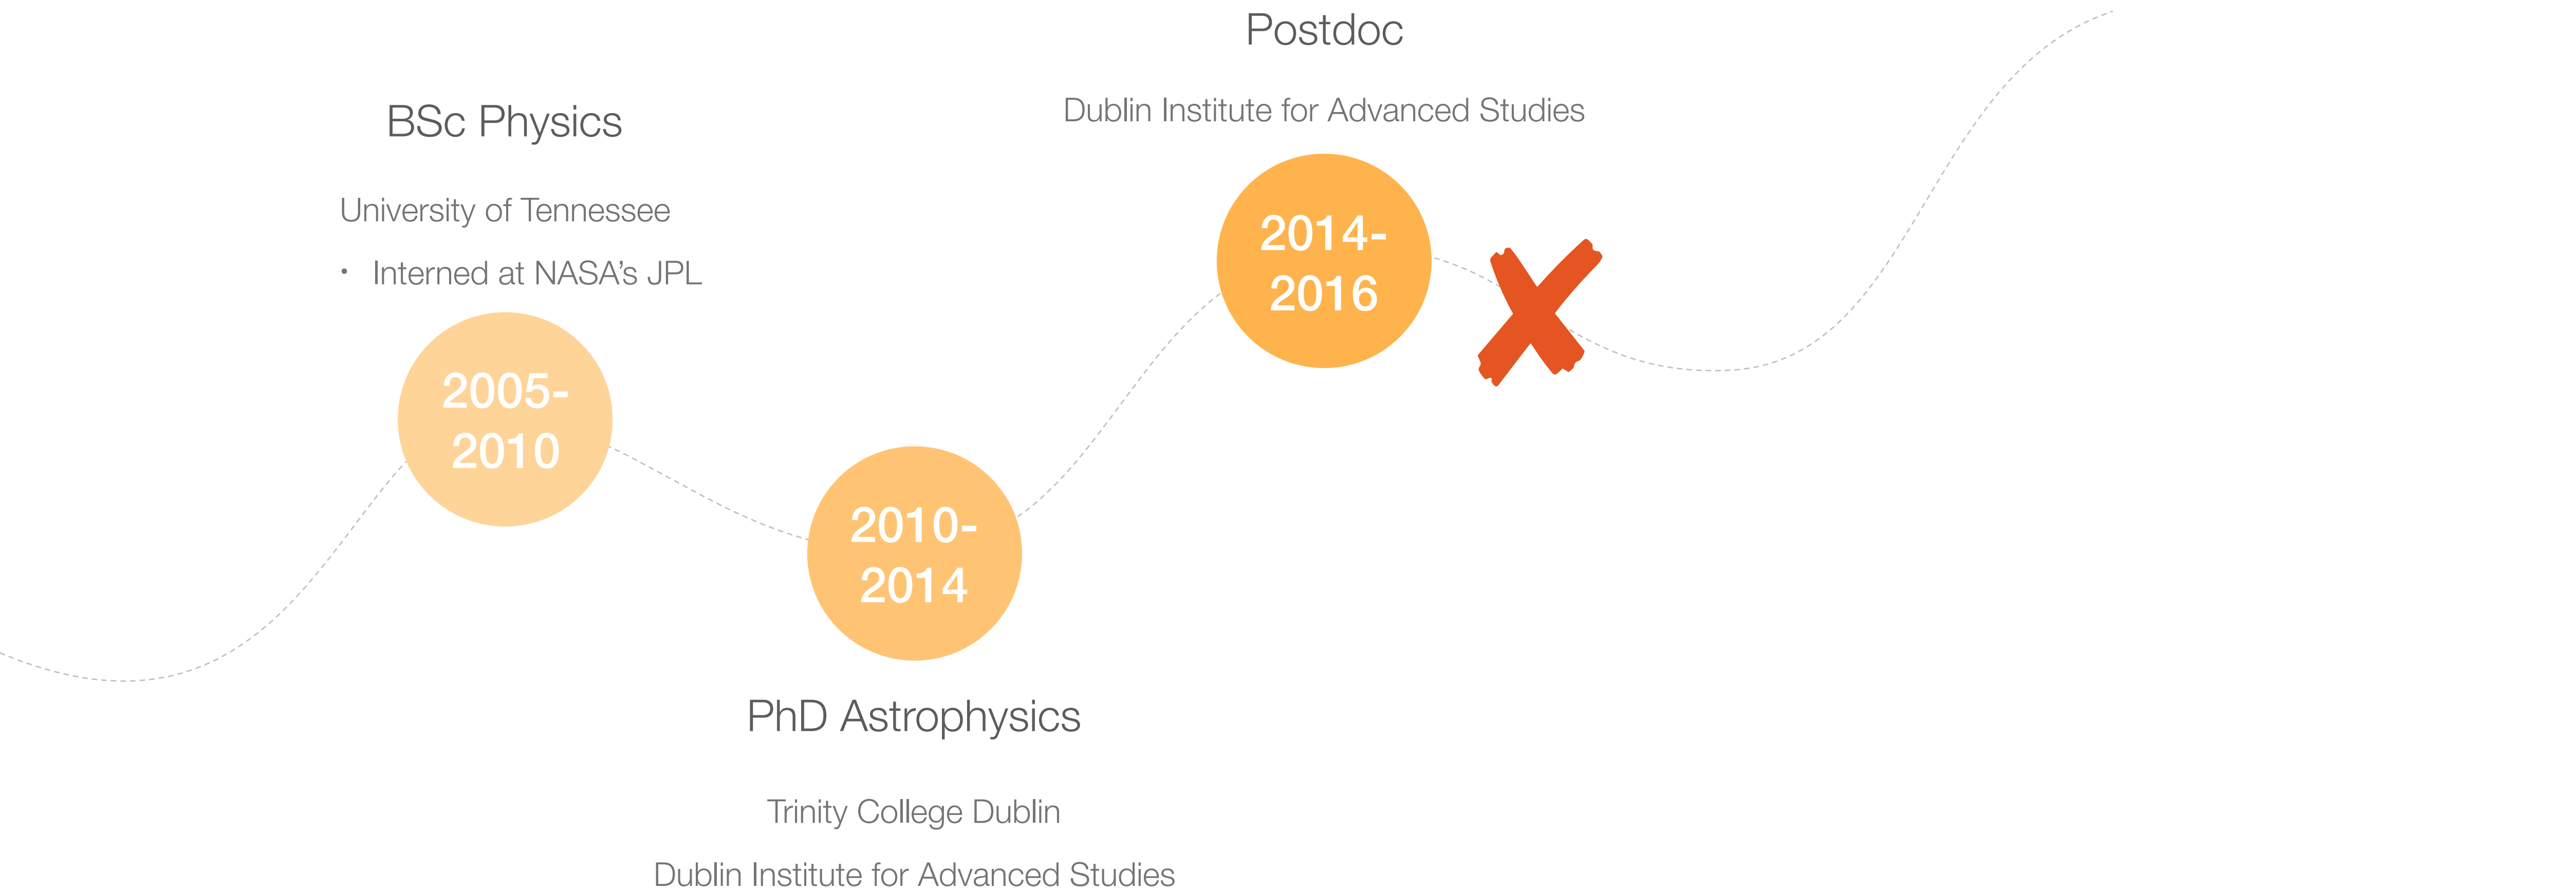 BSc Physics
University of Tennessee
• Interned at NASA’s JPL
2005-
2010
2010-
2014
PhD Astrophysics
Trinity College Dublin
Dublin Institute for Advanced Studies
Postdoc
Dublin Institute for Advanced Studies
2014-
2016